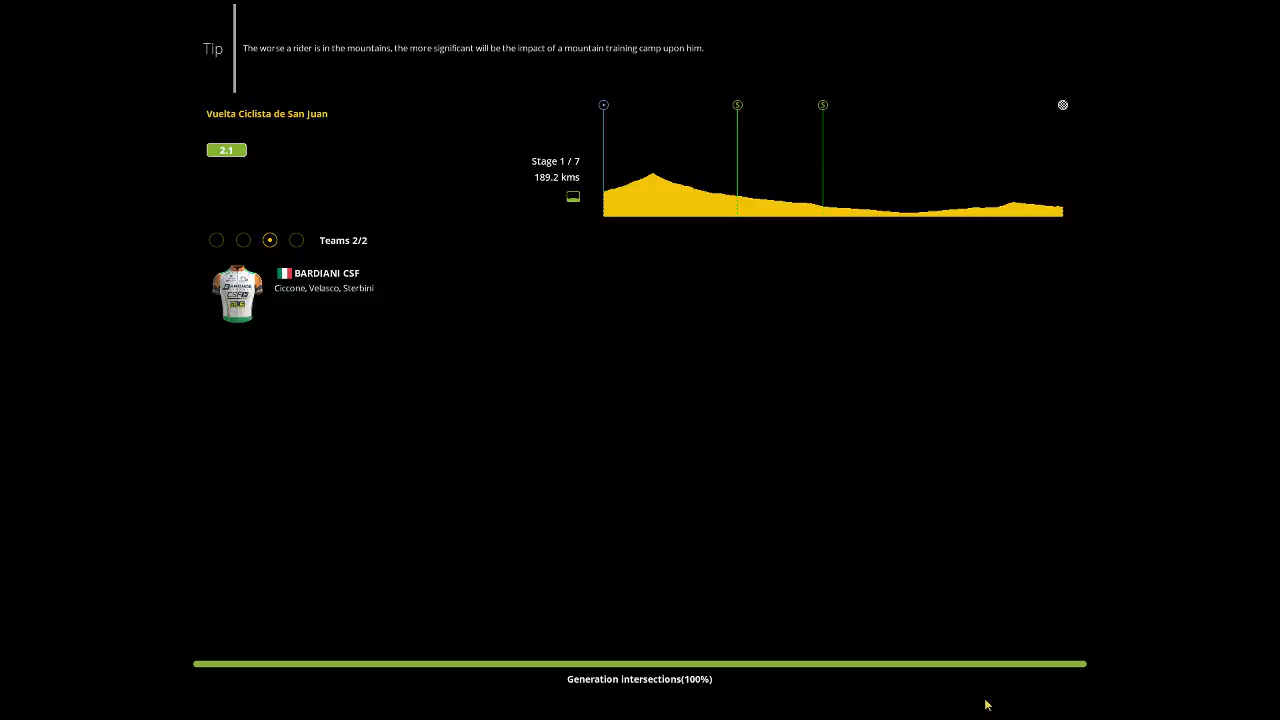 Tip
The worse a rider is in the mountains, the more significant will be the impact of a mountain training camp upon him.
Vuelta Ciclista de San Juan
2.1
S
S
Stage 1 / 7
189.2 kms
Teams 2/2
BARDIANI CSF
Ciccone, Velasco, Sterbini
Generation intersections(100%)